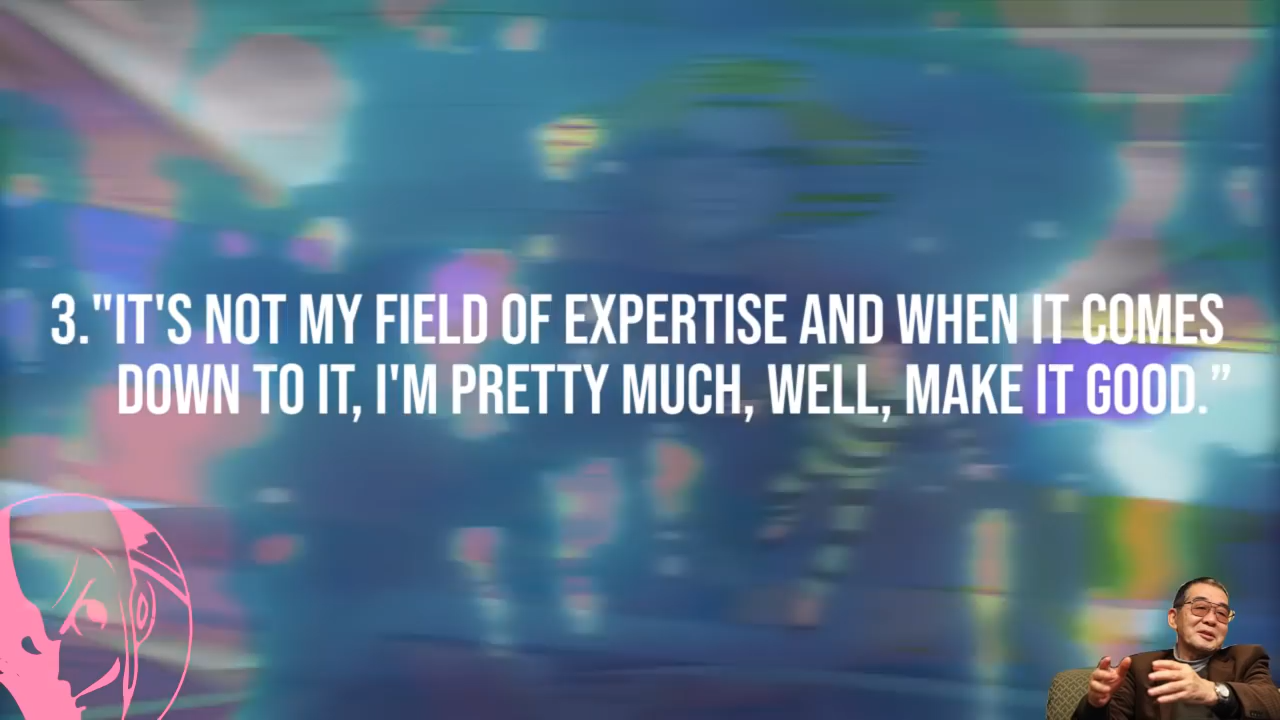 3. "IT'S NOT MY FIELD OF EXPERTISE AND WHEN IT COMES
DOWN TO IT, I'M PRETTY MUCH, WELL, MAKE IT GOOD.”